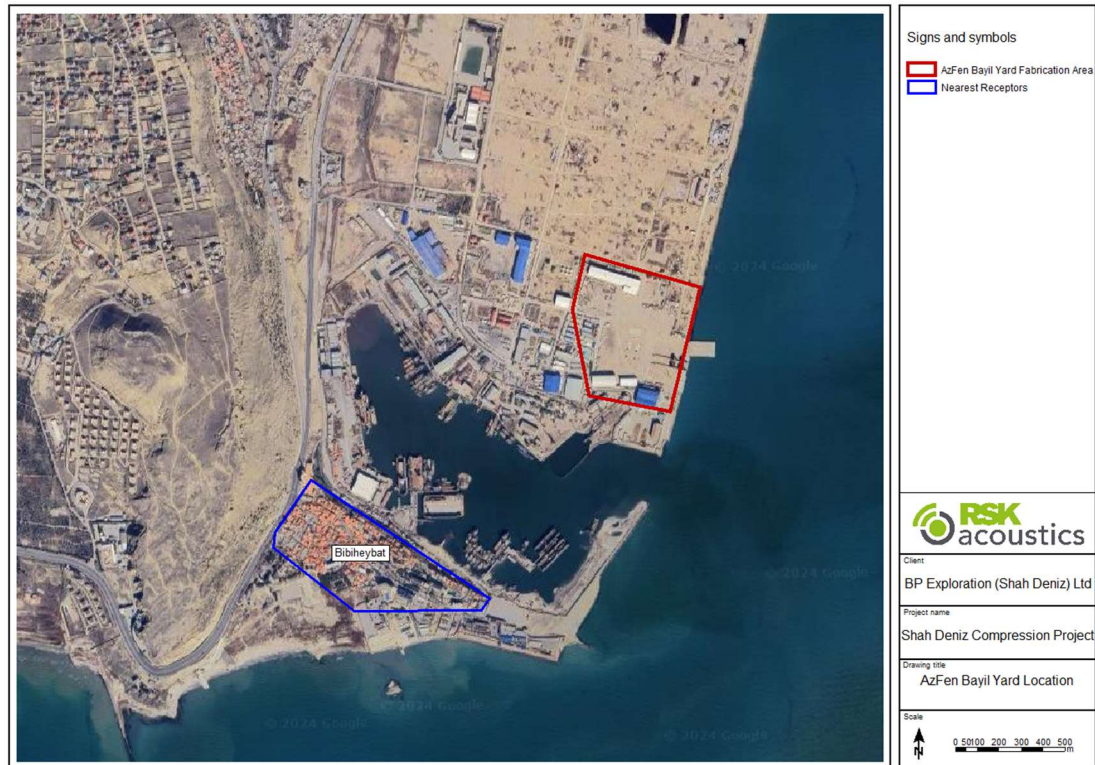 © 2024 Google
Bibiheybat
© 2024 Google
© 2024 Google
© 2024 Google
Signs and symbols
AzFen Bayil Yard Fabrication Area
Nearest Receptors
RSK
acoustics
Client
BP Exploration (Shah Deniz) Ltd
Project name
Shah Deniz Compression Project
Drawing title
AzFen Bayil Yard Location
Scale
N
0 50100 200 300 400 500
m